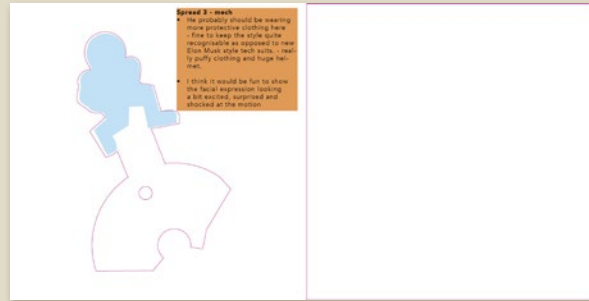 Spread 3 - mech
• He probably should be wearing
more protective clothing here
- fine to keep the style quite
recognisable as opposed to new
Elon Musk style tech suits. - real-
ly puffy clothing and huge hel-
met.
• I think it would be fun to show
the facial expression looking
a bit excited, surprised and
shocked at the motion